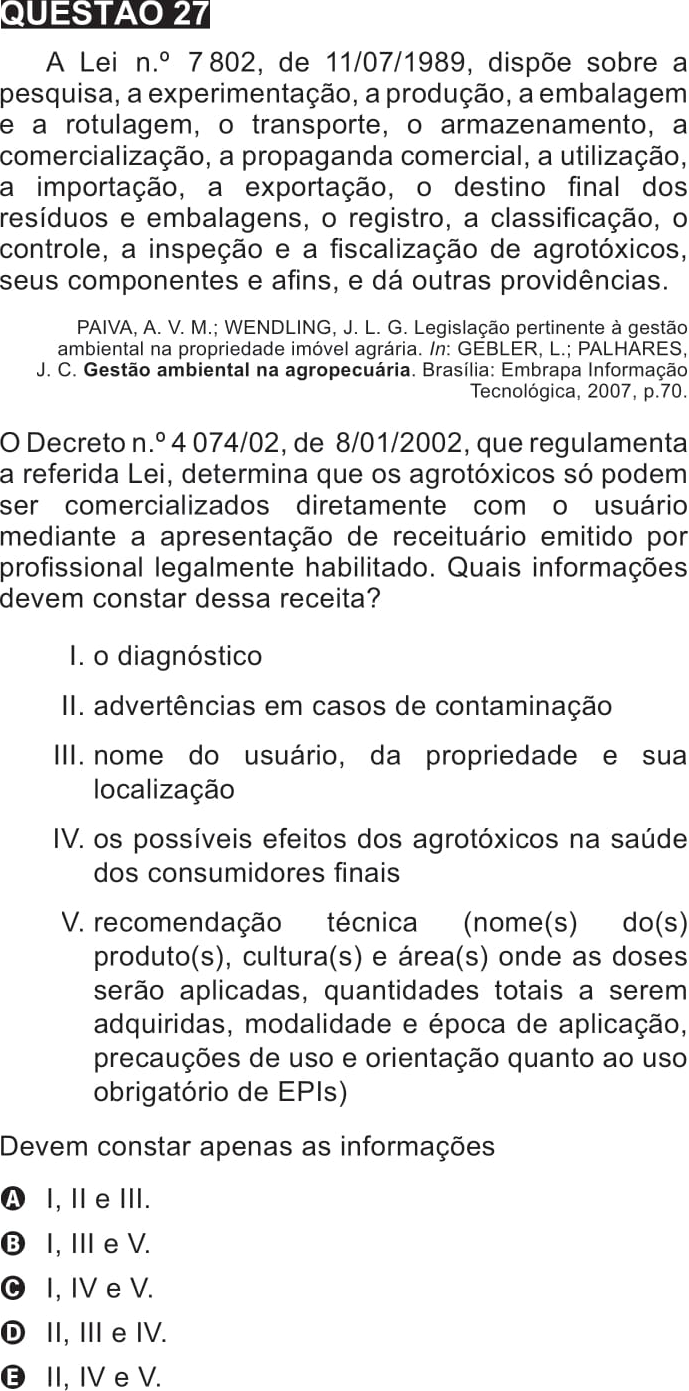 QUESTÃO 27
A Lei n.º 7 802, de 11/07/1989, dispõe sobre a
pesquisa, a experimentação, a produção, a embalagem
e a rotulagem, o transporte, o armazenamento, a
comercialização, a propaganda comercial, a utilização,
a importação, a exportação, o destino final dos
resíduos e embalagens, o registro, a classificação, o
controle, a inspeção e a fiscalização de agrotóxicos,
seus componentes e afins, e dá outras providências.
PAIVA, A. V. M.; WENDLING, J. L. G. Legislação pertinente à gestão
ambiental na propriedade imóvel agrária. In: GEBLER, L.; PALHARES,
J. C. Gestão ambiental na agropecuária. Brasília: Embrapa Informação
Tecnológica, 2007, p.70.
O Decreto n.º 4 074/02, de 8/01/2002, que regulamenta
a referida Lei, determina que os agrotóxicos só podem
ser comercializados diretamente com o usuário
mediante a apresentação de receituário emitido por
profissional legalmente habilitado. Quais informações
devem constar dessa receita?
I. o diagnóstico
II. advertências em casos de contaminação
III. nome do usuário, da propriedade e sua
localização
IV. os possíveis efeitos dos agrotóxicos na saúde
dos consumidores finais
V. recomendação técnica (nome(s) do(s)
produto(s), cultura(s) e área(s) onde as doses
serão aplicadas, quantidades totais a serem
adquiridas, modalidade e época de aplicação,
precauções de uso e orientação quanto ao uso
obrigatório de EPIs)
Devem constar apenas as informações
A I, II e III.
B I, III e V.
C I, IV e V.
D II, III e IV.
E II, IV e V.